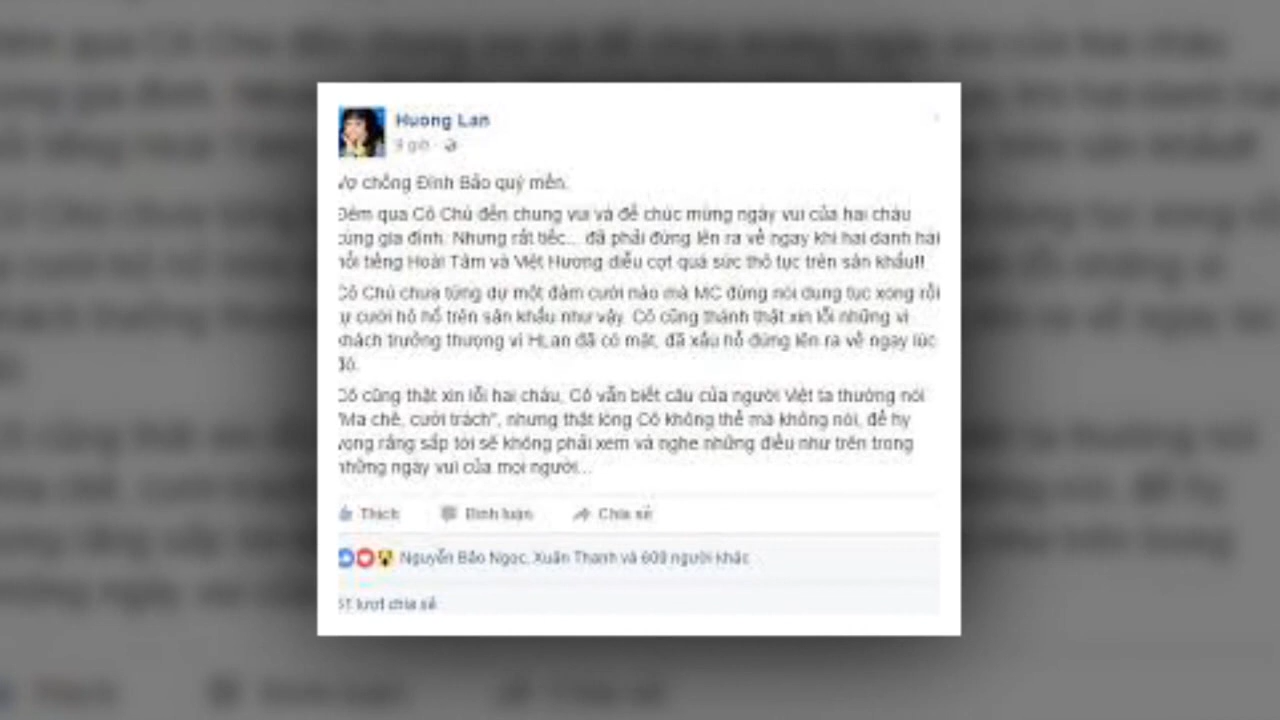 Huong Lan
9 giờ
Vợ chồng Đình Bảo quý mến.
Đêm qua Cô Chú đến chung vui và để chúc mừng ngày vui của hai cháu
cùng gia đình. Nhưng rất tiếc... đã phải đứng lên ra về ngay khi hai danh hài
nổi tiếng Hoài Tâm và Việt Hương diễu cợt quá sức thô tục trên sân khấu!!
Cô Chú chưa từng dự một đám cưới nào mà MC đứng nói dung tục xong rồi
tự cười hô hố trên sân khấu như vậy. Cô cũng thành thật xin lỗi những vị
khách trưởng thượng vì HLan đã có mặt, đã xấu hổ đứng lên ra về ngay lúc
đó.
Cô cũng thật xin lỗi hai cháu, Cô vẫn biết câu của người Việt ta thường nói
"Ma chê, cưới trách", nhưng thật lòng Cô không thể mà không nói, để hy
vọng rằng sắp tới sẽ không phải xem và nghe những điều như trên trong
những ngày vui của mọi người...
Thích Bình luận Chia sẻ
Nguyễn Bảo Ngọc, Xuân Thanh và 609 người khác
51 lượt chia sẻ